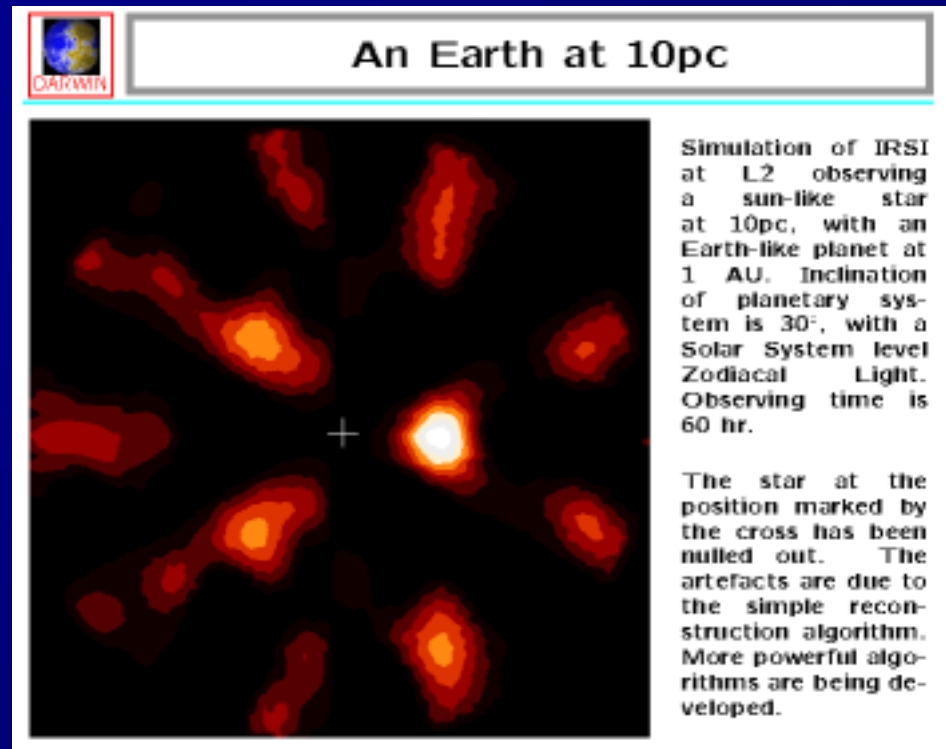 DARWIN
An Earth at 10pc
Simulation of IRSI
at L2 observing
a sun-like star
at 10pc, with an
Earth-like planet at
1 AU. Inclination
of planetary sys-
tem is 30°, with a
Solar System level
Zodiacal Light.
Observing time is
60 hr.
The star at the
position marked by
the cross has been
nulled out. The
artefacts are due to
the simple recon-
struction algorithm.
More powerful algo-
rithms are being de-
veloped.